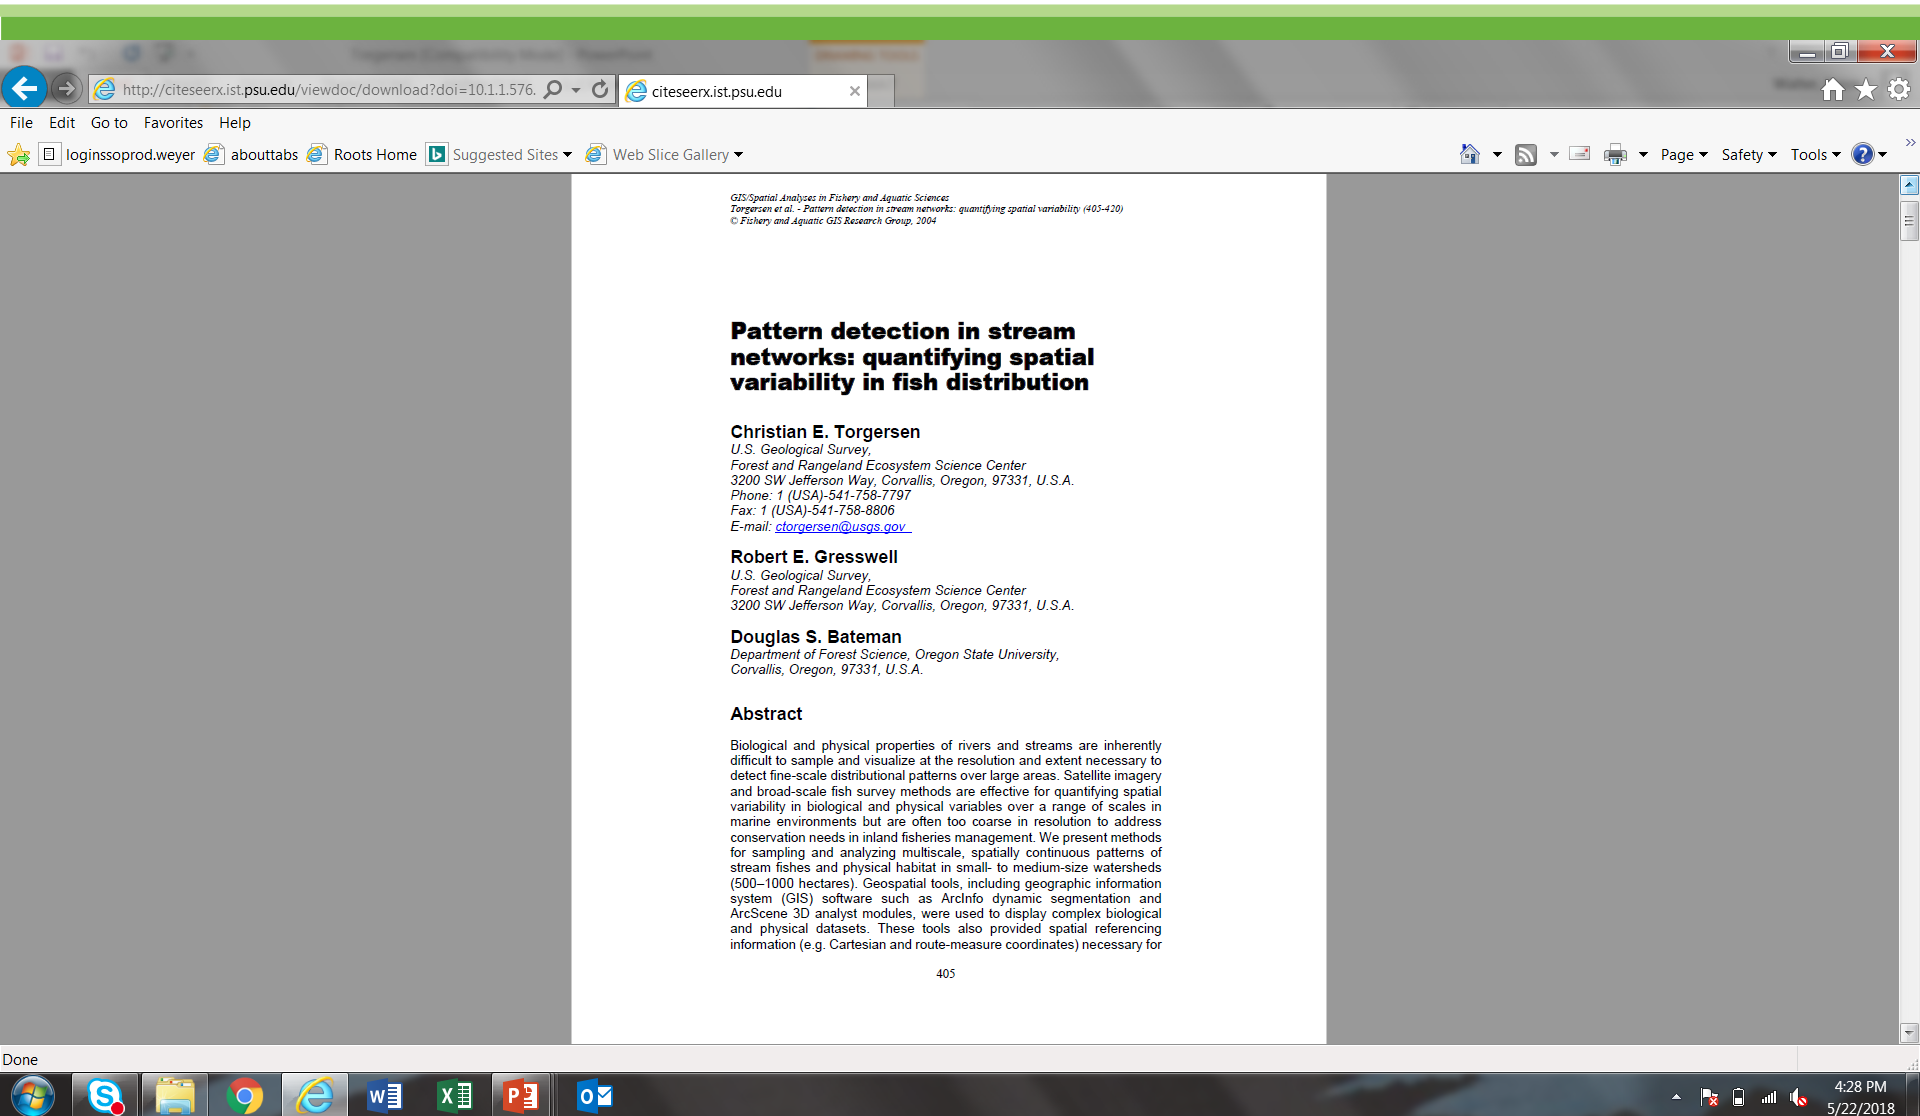 Torgersen [Compatibility Mode] - PowerPoint
http://citeseerx.ist.psu.edu/viewdoc/download?doi=10.1.1.576.
citeseerx.ist.psu.edu
File Edit Go to Favorites Help
loginssoprod.weyer abouttabs Roots Home Suggested Sites Web Slice Gallery
Page Safety Tools
GIS/Spatial Analyses in Fishery and Aquatic Sciences
Torgersen et al. - Pattern detection in stream networks: quantifying spatial variability (405-420)
© Fishery and Aquatic GIS Research Group, 2004
Pattern detection in stream
networks: quantifying spatial
variability in fish distribution
Christian E. Torgersen
U.S. Geological Survey,
Forest and Rangeland Ecosystem Science Center
3200 SW Jefferson Way, Corvallis, Oregon, 97331, U.S.A.
Phone: 1 (USA)-541-758-7797
Fax: 1 (USA)-541-758-8806
E-mail: ctorgersen@usgs.gov
Robert E. Gresswell
U.S. Geological Survey,
Forest and Rangeland Ecosystem Science Center
3200 SW Jefferson Way, Corvallis, Oregon, 97331, U.S.A.
Douglas S. Bateman
Department of Forest Science, Oregon State University,
Corvallis, Oregon, 97331, U.S.A.
Abstract
Biological and physical properties of rivers and streams are inherently
difficult to sample and visualize at the resolution and extent necessary to
detect fine-scale distributional patterns over large areas. Satellite imagery
and broad-scale fish survey methods are effective for quantifying spatial
variability in biological and physical variables over a range of scales in
marine environments but are often too coarse in resolution to address
conservation needs in inland fisheries management. We present methods
for sampling and analyzing multiscale, spatially continuous patterns of
stream fishes and physical habitat in small- to medium-size watersheds
(500–1000 hectares). Geospatial tools, including geographic information
system (GIS) software such as ArcInfo dynamic segmentation and
ArcScene 3D analyst modules, were used to display complex biological
and physical datasets. These tools also provided spatial referencing
information (e.g. Cartesian and route-measure coordinates) necessary for
405
Done
4:28 PM
5/22/2018